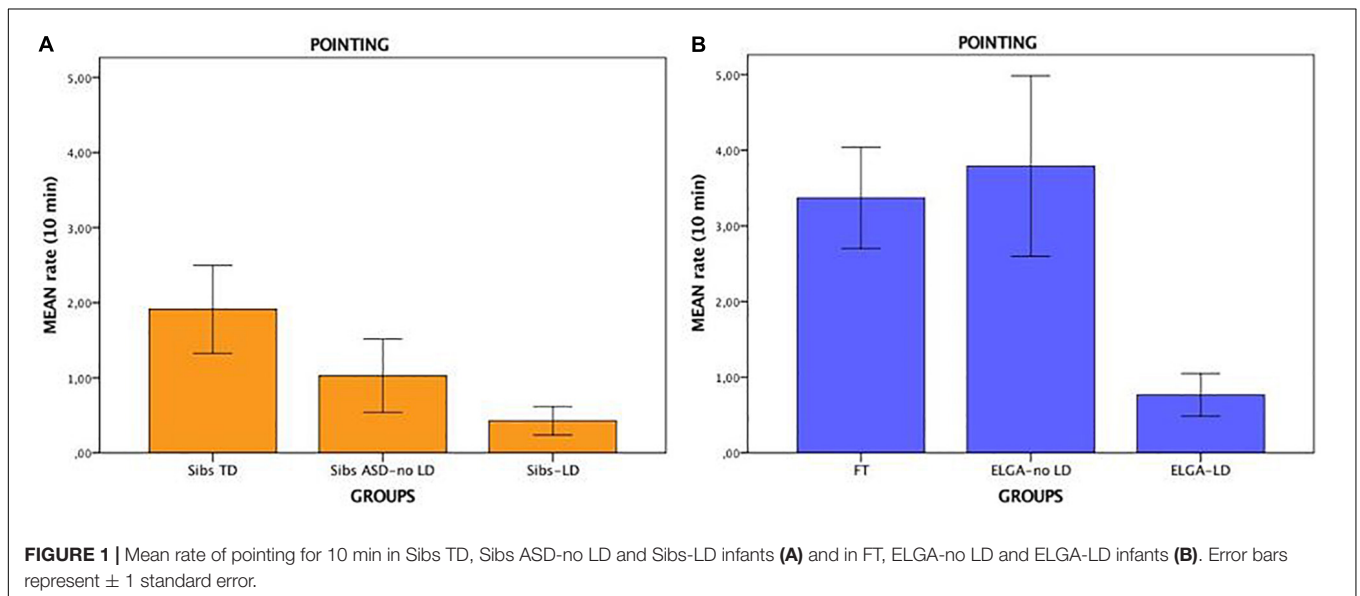 A
POINTING
5,00
4,00
3,00
2,00
1,00
,00
MEAN rate (10 min)
Sibs TD Sibs ASD-no LD Sibs-LD
GROUPS
B
POINTING
5,00
4,00
3,00
2,00
1,00
,00
MEAN rate (10 min)
FT ELGA-no LD ELGA-LD
GROUPS
FIGURE 1 | Mean rate of pointing for 10 min in Sibs TD, Sibs ASD-no LD and Sibs-LD infants (A) and in FT, ELGA-no LD and ELGA-LD infants (B). Error bars
represent ± 1 standard error.